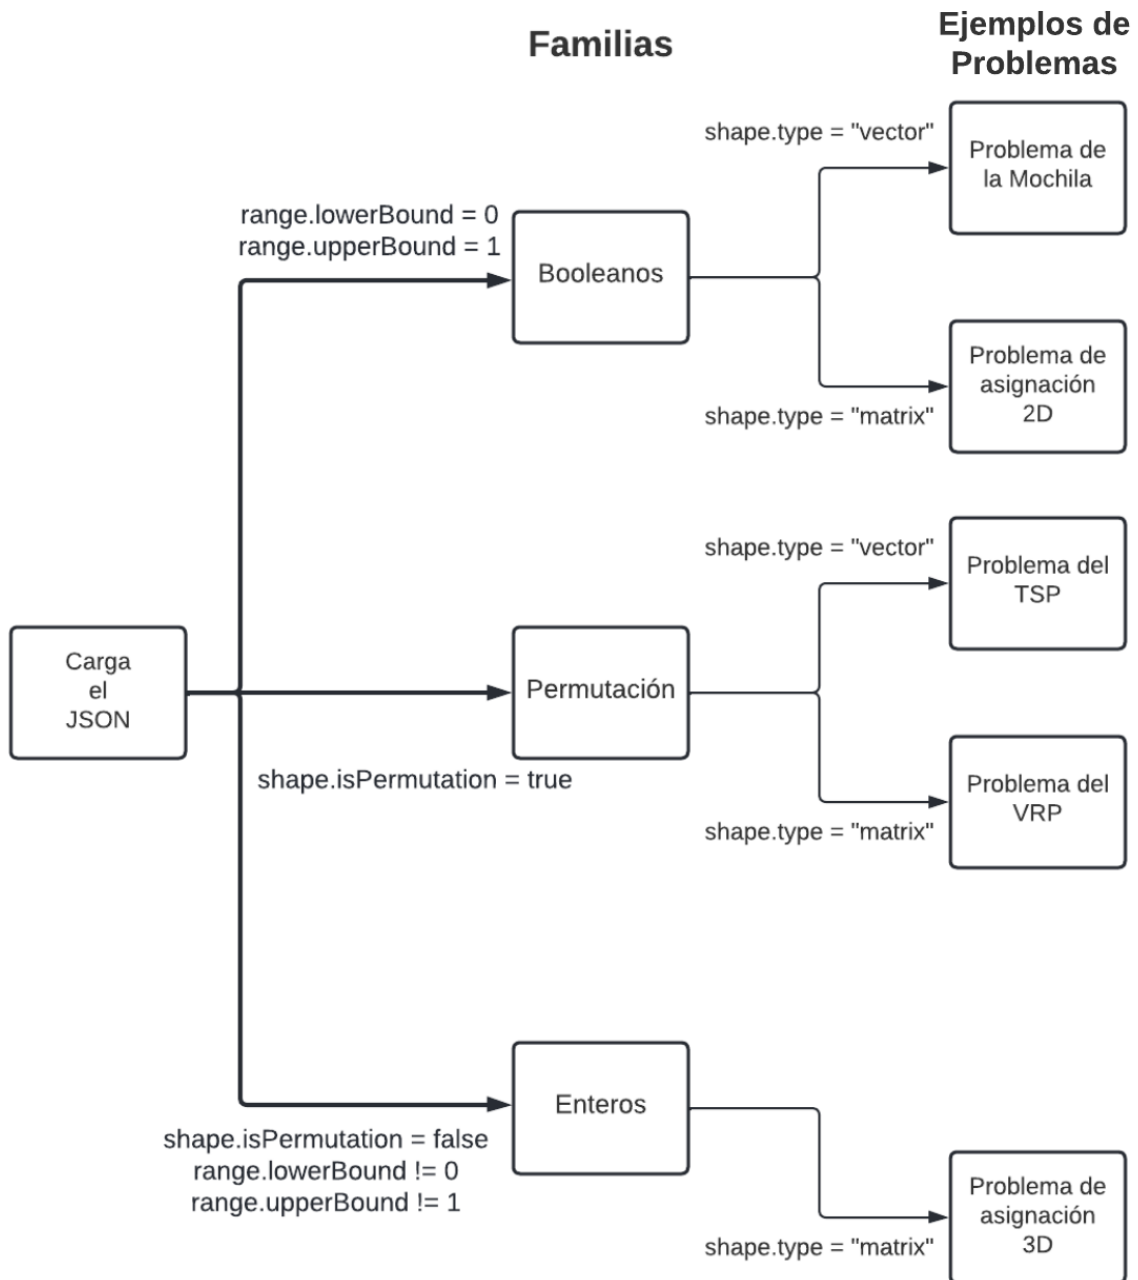 Familias
Ejemplos de
Problemas
shape.type = "vector"
Problema de
la Mochila
range.lowerBound = 0
range.upperBound = 1
Booleanos
Problema de
asignación
2D
shape.type = "matrix"
shape.type = "vector"
Problema del
TSP
Carga
el
JSON
Permutación
shape.isPermutation = true
Problema del
VRP
shape.type = "matrix"
Enteros
shape.isPermutation = false
range.lowerBound != 0
range.upperBound != 1
Problema de
asignación
3D
shape.type = "matrix"